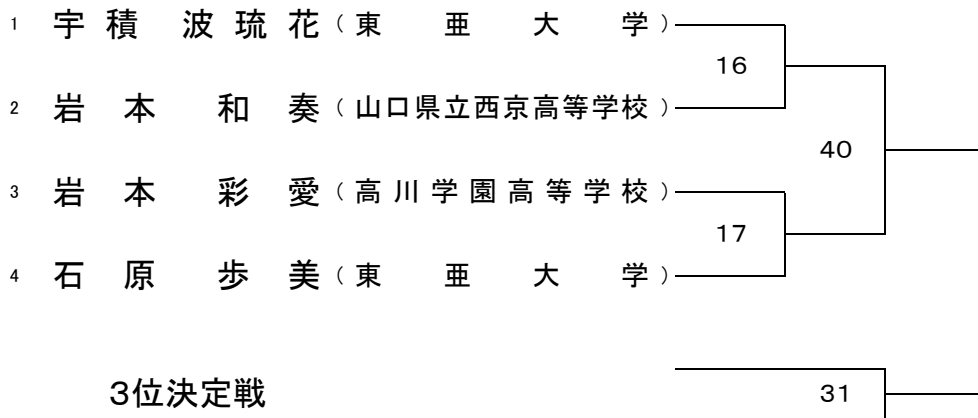 1 宇積 波琉花（東亜大学）
16
2 岩本 和奏（山口県立西京高等学校）
40
3 岩本 彩愛（高川学園高等学校）
17
4 石原 歩美（東亜大学）
3位決定戦
31